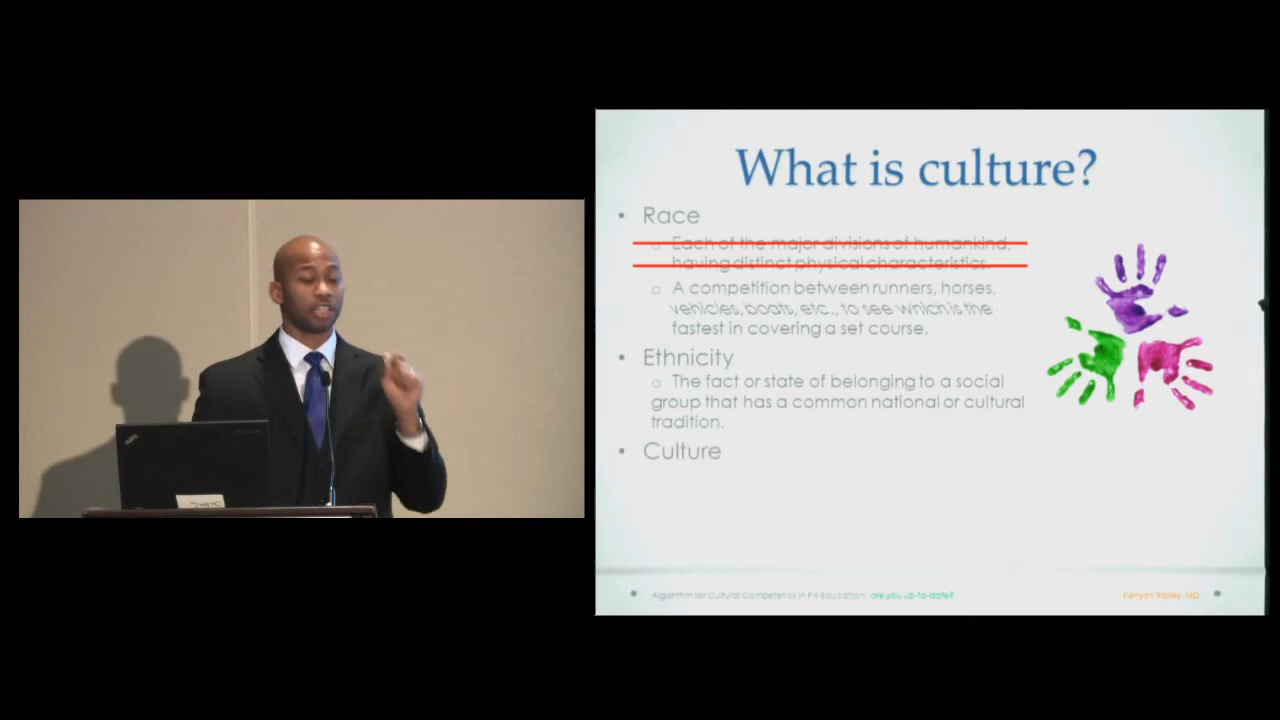 What is culture?
• Race
o Each of the major divisions of humankind,
having distinct physical characteristics.
o A competition between runners, horses,
vehicles, boats, etc., to see which is the
fastest in covering a set course.
• Ethnicity
o The fact or state of belonging to a social
group that has a common national or cultural
tradition.
• Culture
Algorithm for Cultural Competency in PA Education: are you up-to-date?
Kenyon Railey, MD